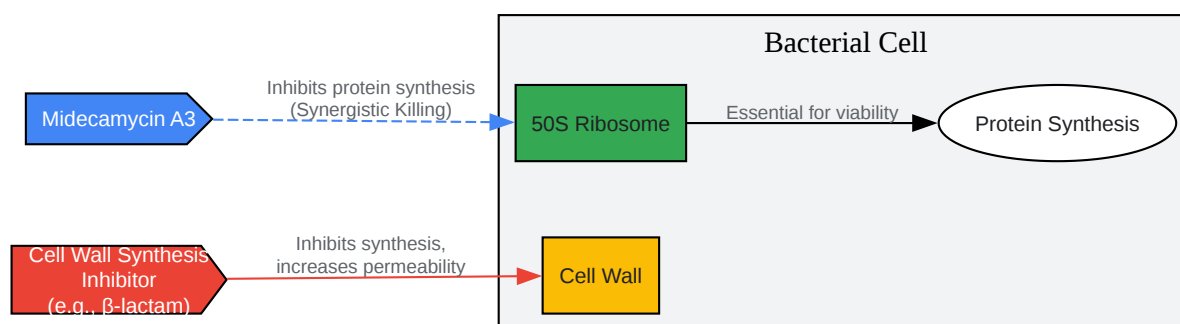 Bacterial Cell
Inhibits protein synthesis
(Synergistic Killing)
Midecamycin A3
50S Ribosome
Essential for viability
Protein Synthesis
Cell Wall Synthesis
Inhibitor
(e.g., β-lactam)
Inhibits synthesis,
increases permeability
Cell Wall